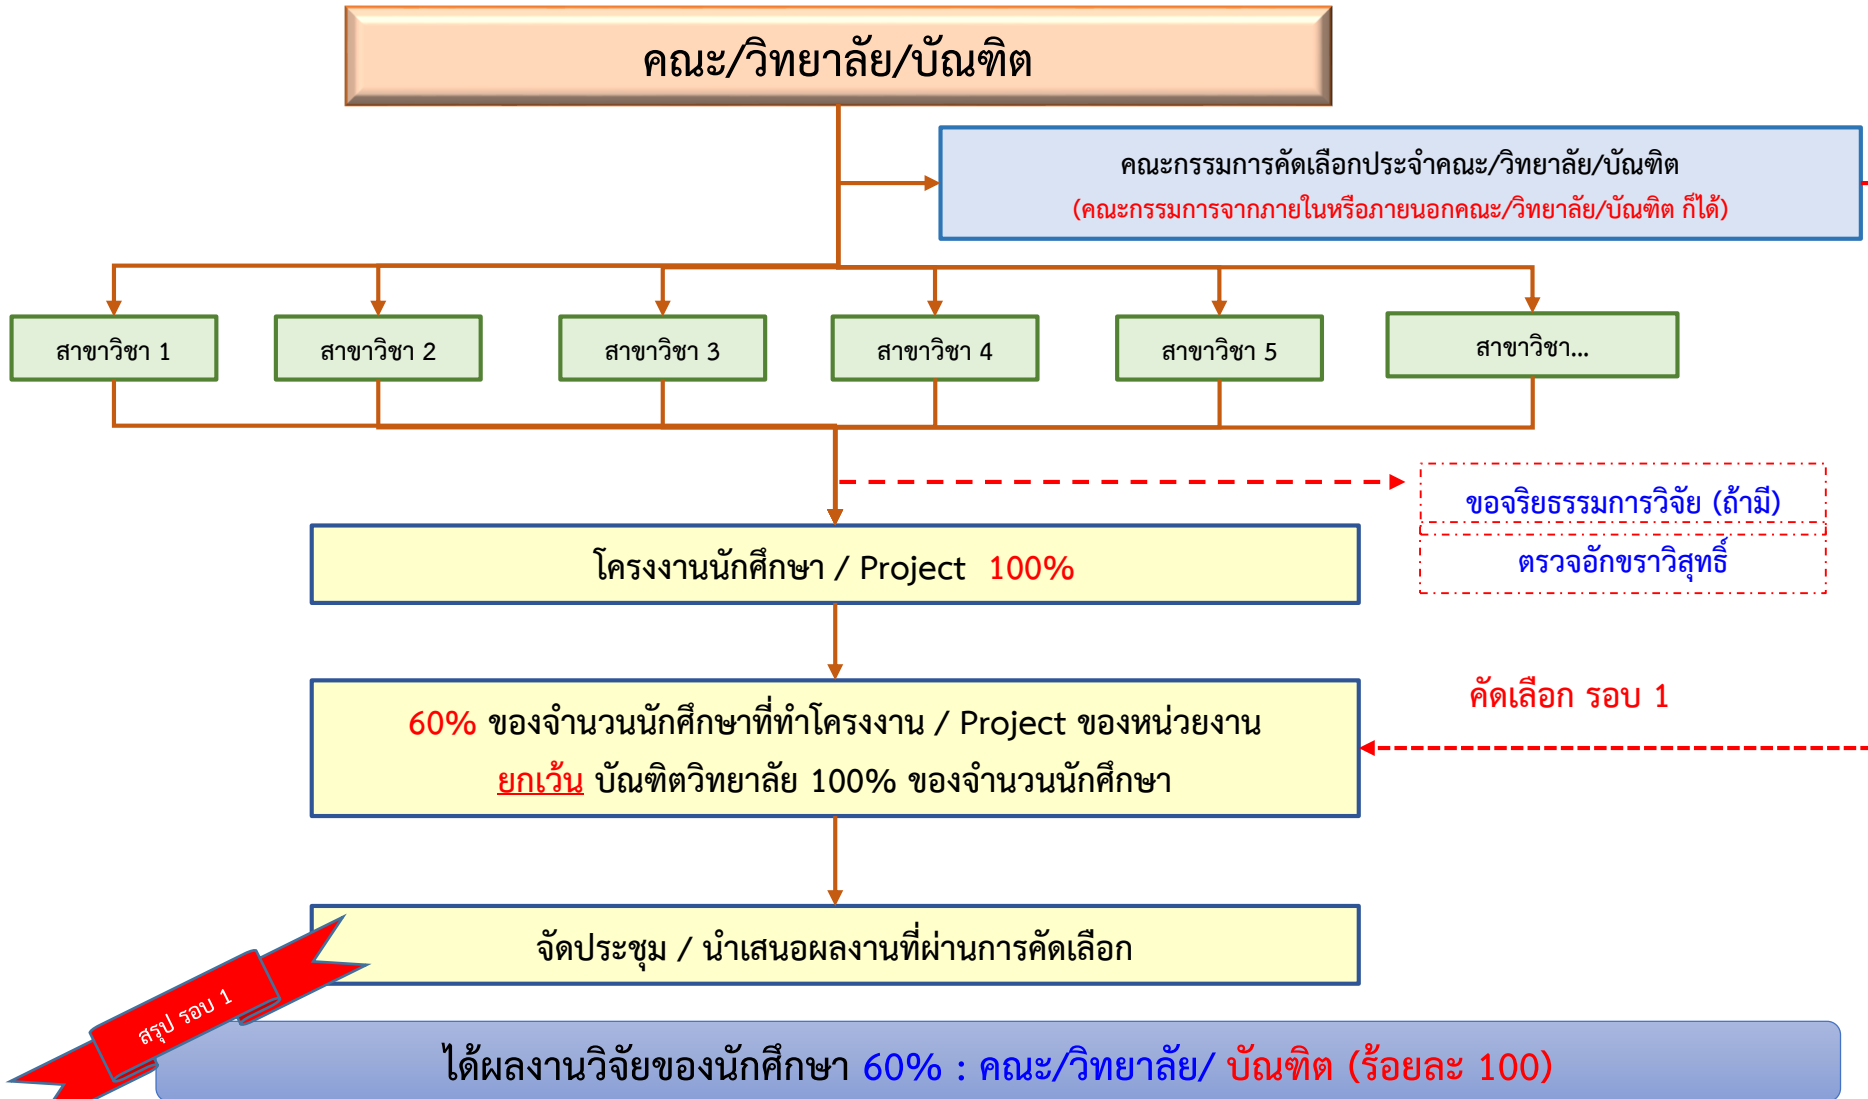 คณะ/วิทยาลัย/บัณฑิต
คณะกรรมการคัดเลือกประจำคณะ/วิทยาลัย/บัณฑิต
(คณะกรรมการจากภายในหรือภายนอกคณะ/วิทยาลัย/บัณฑิต ก็ได้)
สาขาวิชา 1
สาขาวิชา 2
สาขาวิชา 3
สาขาวิชา 4
สาขาวิชา 5
สาขาวิชา...
ขอจริยธรรมการวิจัย (ถ้ามี)
ตรวจอักขราวิสุทธิ์
โครงงานนักศึกษา / Project 100%
คัดเลือก รอบ 1
60% ของจำนวนนักศึกษาที่ทำโครงงาน / Project ของหน่วยงาน
ยกเว้น บัณฑิตวิทยาลัย 100% ของจำนวนนักศึกษา
จัดประชุม / นำเสนอผลงานที่ผ่านการคัดเลือก
สรุป รอบ 1
ได้ผลงานวิจัยของนักศึกษา 60% : คณะ/วิทยาลัย/ บัณฑิต (ร้อยละ 100)